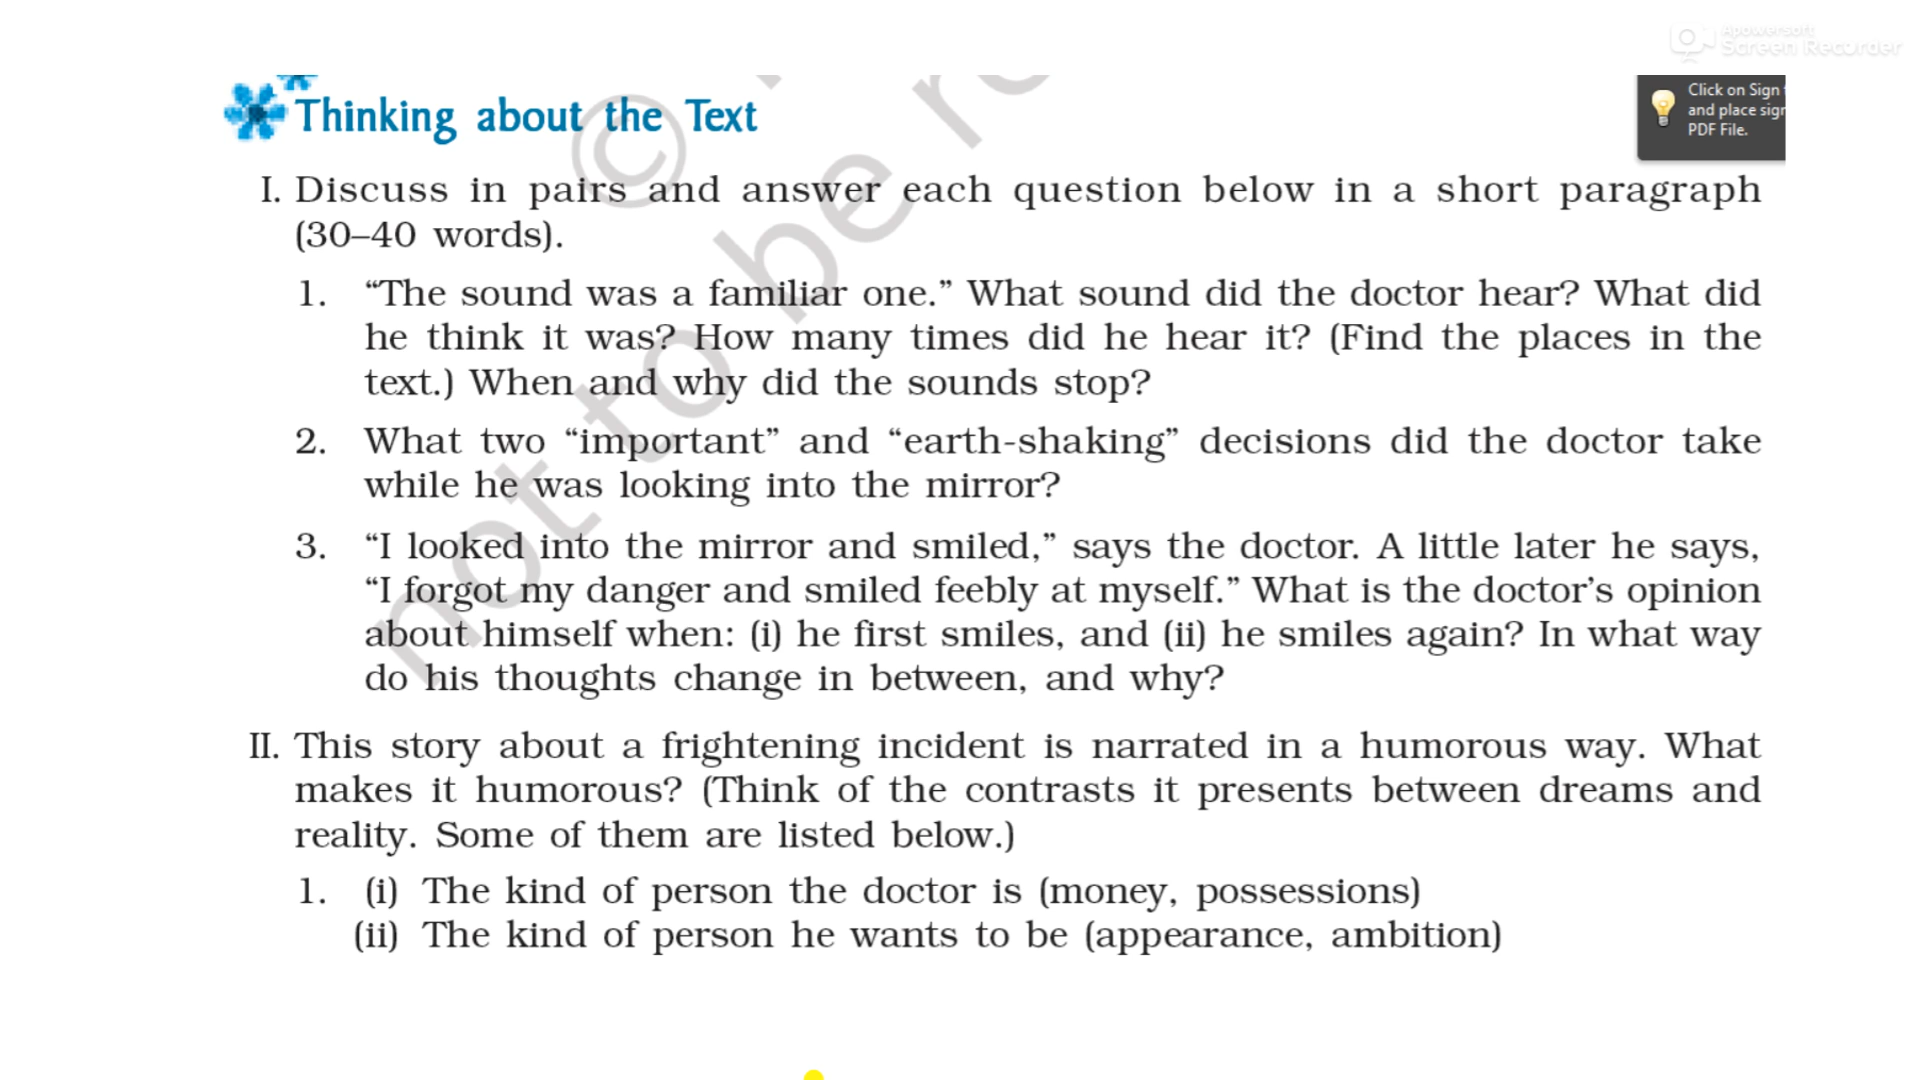 Apowersoft
Screen Recorder
Thinking about the Text
Click on Sign
and place sign
PDF File.
I. Discuss in pairs and answer each question below in a short paragraph
(30–40 words).
1. “The sound was a familiar one.” What sound did the doctor hear? What did
he think it was? How many times did he hear it? (Find the places in the
text.) When and why did the sounds stop?
2. What two “important” and “earth-shaking” decisions did the doctor take
while he was looking into the mirror?
3. “I looked into the mirror and smiled,” says the doctor. A little later he says,
“I forgot my danger and smiled feebly at myself.” What is the doctor’s opinion
about himself when: (i) he first smiles, and (ii) he smiles again? In what way
do his thoughts change in between, and why?
II. This story about a frightening incident is narrated in a humorous way. What
makes it humorous? (Think of the contrasts it presents between dreams and
reality. Some of them are listed below.)
1. (i) The kind of person the doctor is (money, possessions)
(ii) The kind of person he wants to be (appearance, ambition)
©
not to be re